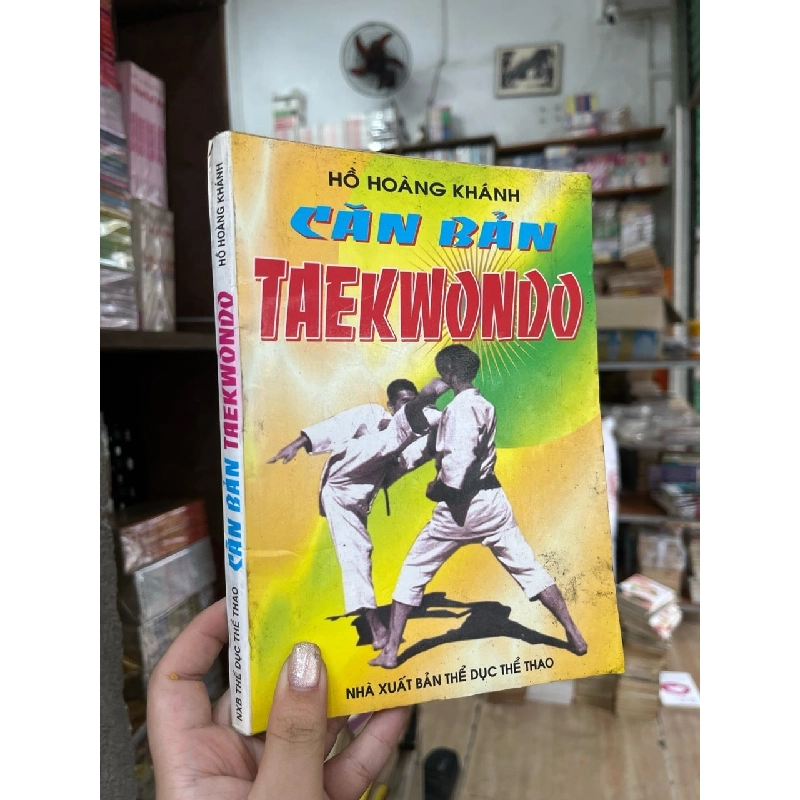 HỒ HOÀNG KHÁNH
CĂN BẢN
TAEKWONDO
NHÀ XUẤT BẢN THỂ DỤC THỂ THAO
HỒ HOÀNG KHÁNH
CĂN BẢN TAEKWONDO
NXB THỂ DỤC THỂ THAO